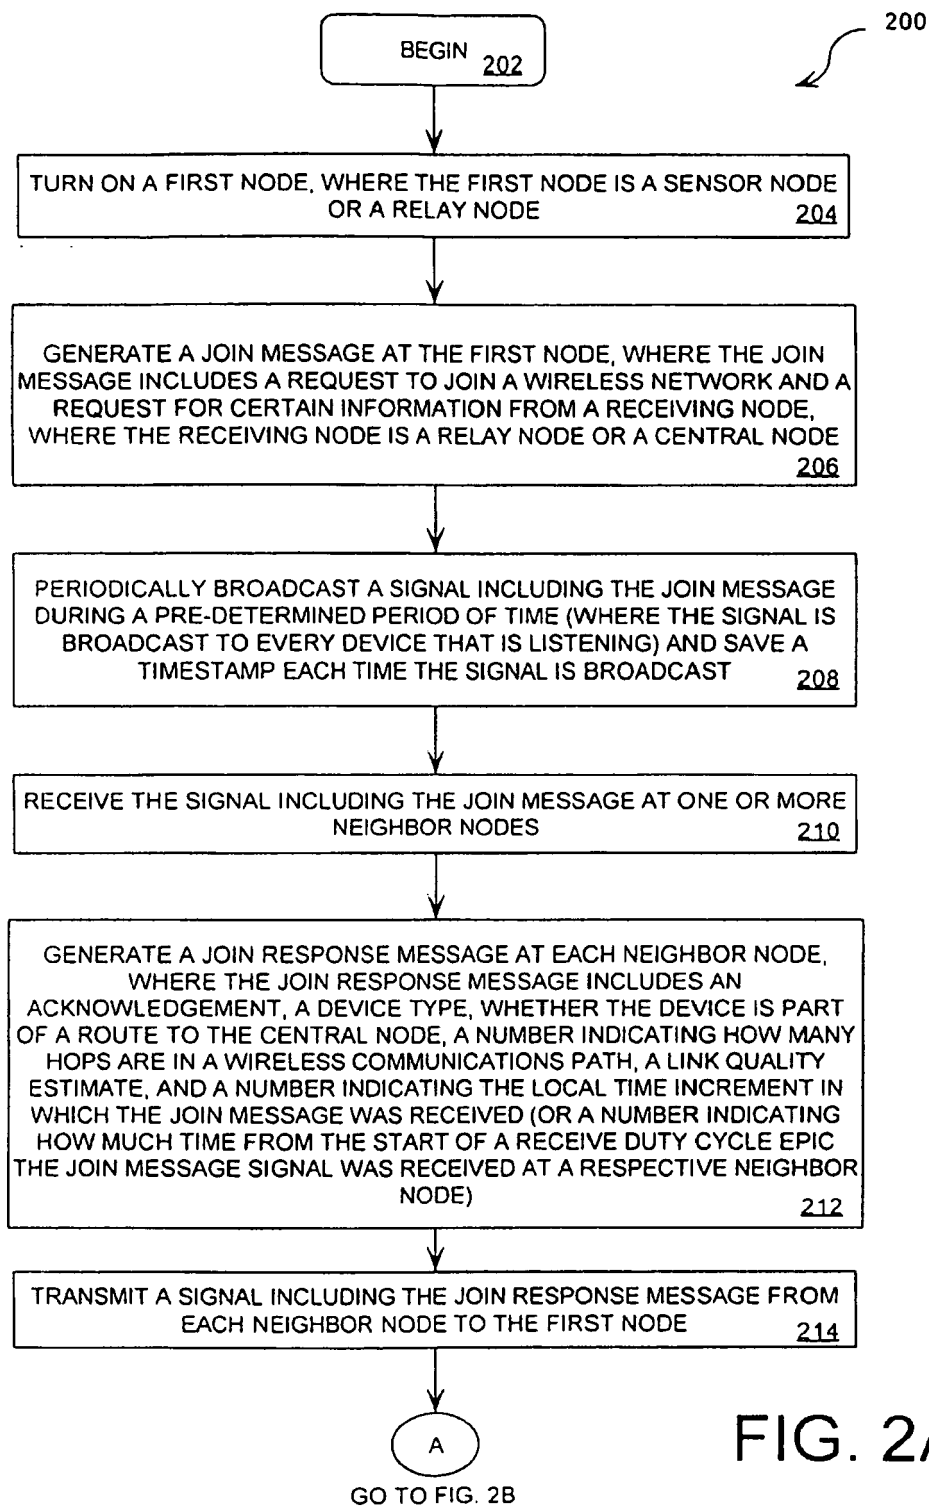 200
BEGIN
202
TURN ON A FIRST NODE, WHERE THE FIRST NODE IS A SENSOR NODE
OR A RELAY NODE
204
GENERATE A JOIN MESSAGE AT THE FIRST NODE, WHERE THE JOIN
MESSAGE INCLUDES A REQUEST TO JOIN A WIRELESS NETWORK AND A
REQUEST FOR CERTAIN INFORMATION FROM A RECEIVING NODE,
WHERE THE RECEIVING NODE IS A RELAY NODE OR A CENTRAL NODE
206
PERIODICALLY BROADCAST A SIGNAL INCLUDING THE JOIN MESSAGE
DURING A PRE-DETERMINED PERIOD OF TIME (WHERE THE SIGNAL IS
BROADCAST TO EVERY DEVICE THAT IS LISTENING) AND SAVE A
TIMESTAMP EACH TIME THE SIGNAL IS BROADCAST
208
RECEIVE THE SIGNAL INCLUDING THE JOIN MESSAGE AT ONE OR MORE
NEIGHBOR NODES
210
GENERATE A JOIN RESPONSE MESSAGE AT EACH NEIGHBOR NODE,
WHERE THE JOIN RESPONSE MESSAGE INCLUDES AN
ACKNOWLEDGEMENT, A DEVICE TYPE, WHETHER THE DEVICE IS PART
OF A ROUTE TO THE CENTRAL NODE, A NUMBER INDICATING HOW MANY
HOPS ARE IN A WIRELESS COMMUNICATIONS PATH, A LINK QUALITY
ESTIMATE, AND A NUMBER INDICATING THE LOCAL TIME INCREMENT IN
WHICH THE JOIN MESSAGE WAS RECEIVED (OR A NUMBER INDICATING
HOW MUCH TIME FROM THE START OF A RECEIVE DUTY CYCLE EPIC
THE JOIN MESSAGE SIGNAL WAS RECEIVED AT A RESPECTIVE NEIGHBOR
NODE)
212
TRANSMIT A SIGNAL INCLUDING THE JOIN RESPONSE MESSAGE FROM
EACH NEIGHBOR NODE TO THE FIRST NODE
214
A
GO TO FIG. 2B
FIG. 2A